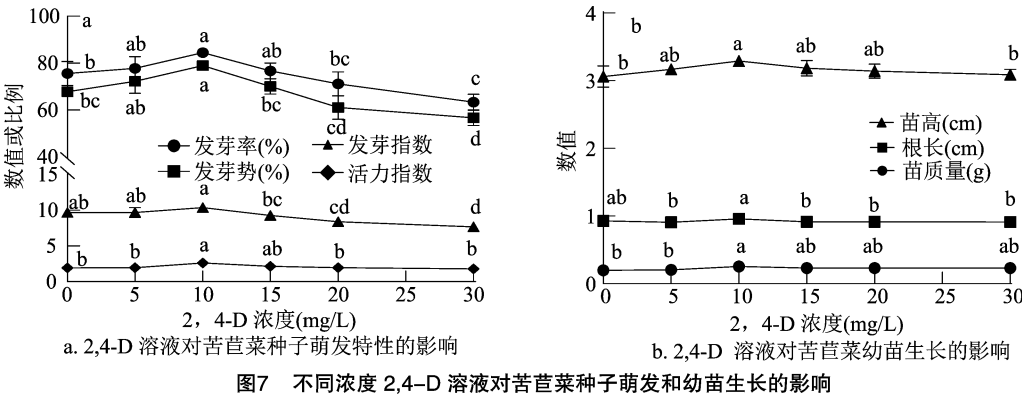 100
80
60
40
15
10
5
0
数值或比例
a
b ab a ab bc c
bc ab a bc cd d
发芽率(%) 发芽指数
发芽势(%) 活力指数
ab ab a bc cd d
b b a ab b b
0 5 10 15 20 25 30
2，4-D 浓度(mg/L)
a. 2,4-D 溶液对苦苣菜种子萌发特性的影响
4
3
2
1
0
数值
b
b ab a ab ab b
苗高(cm)
根长(cm)
苗质量(g)
ab b a b b b
b b a ab ab ab
0 5 10 15 20 25 30
2，4-D 浓度(mg/L)
b. 2,4-D 溶液对苦苣菜幼苗生长的影响
图7 不同浓度 2,4–D 溶液对苦苣菜种子萌发和幼苗生长的影响